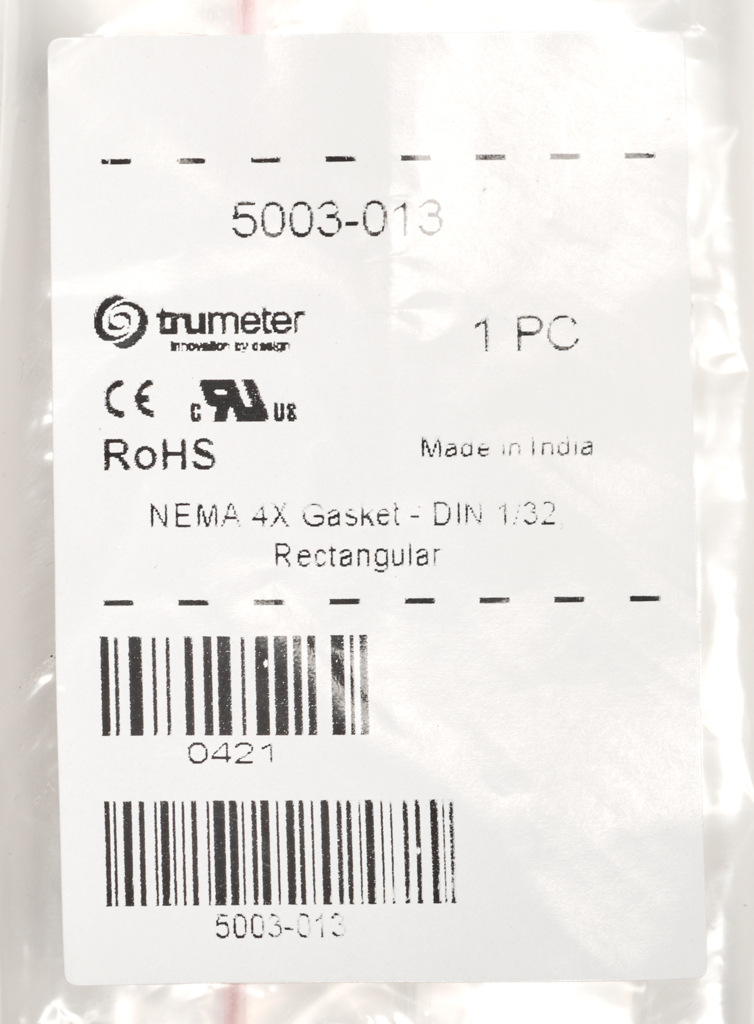 5003-013
trumeter
innovation by design
1 PC
CE
c RU US
RoHS
Made in India
NEMA 4X Gasket - DIN 1/32,
Rectangular
0421
5003-013